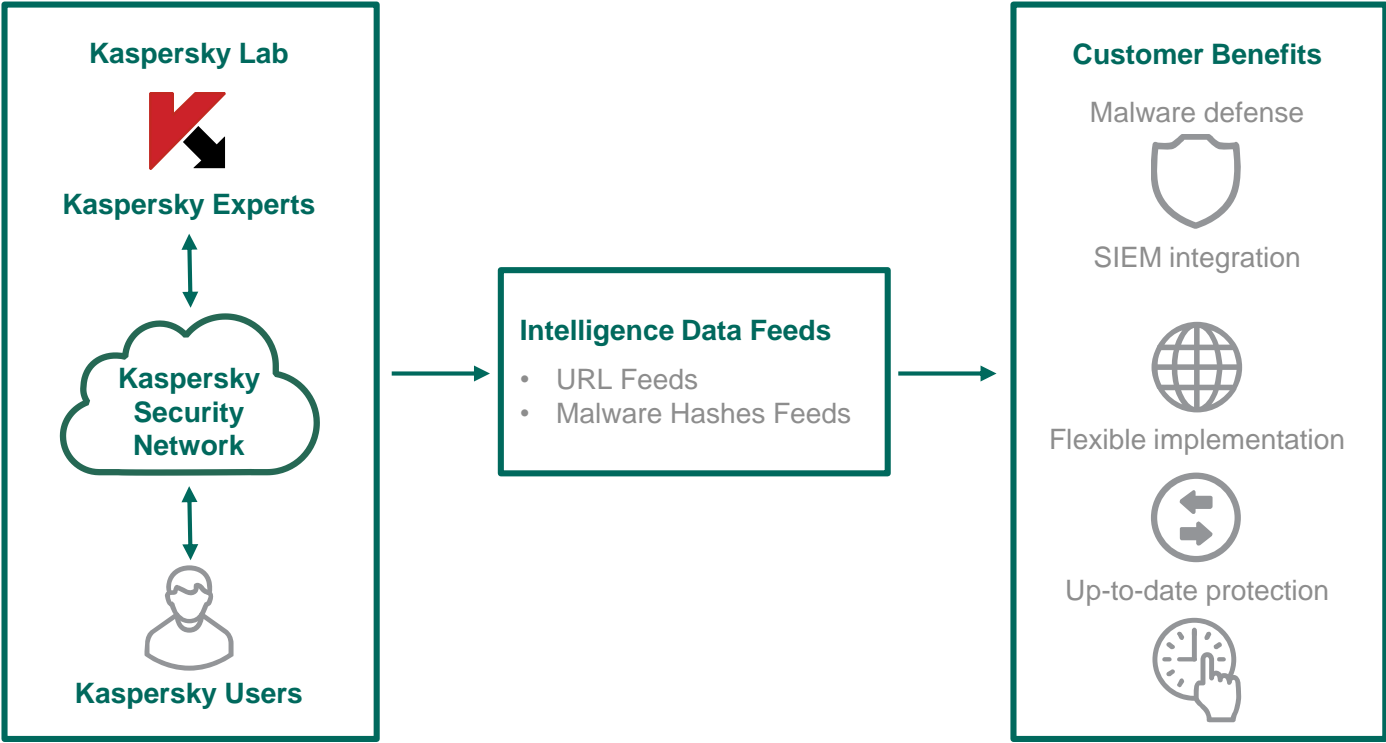 Kaspersky Lab
Kaspersky Experts
Kaspersky
Security
Network
Kaspersky Users
Intelligence Data Feeds
• URL Feeds
• Malware Hashes Feeds
Customer Benefits
Malware defense
SIEM integration
Flexible implementation
Up-to-date protection